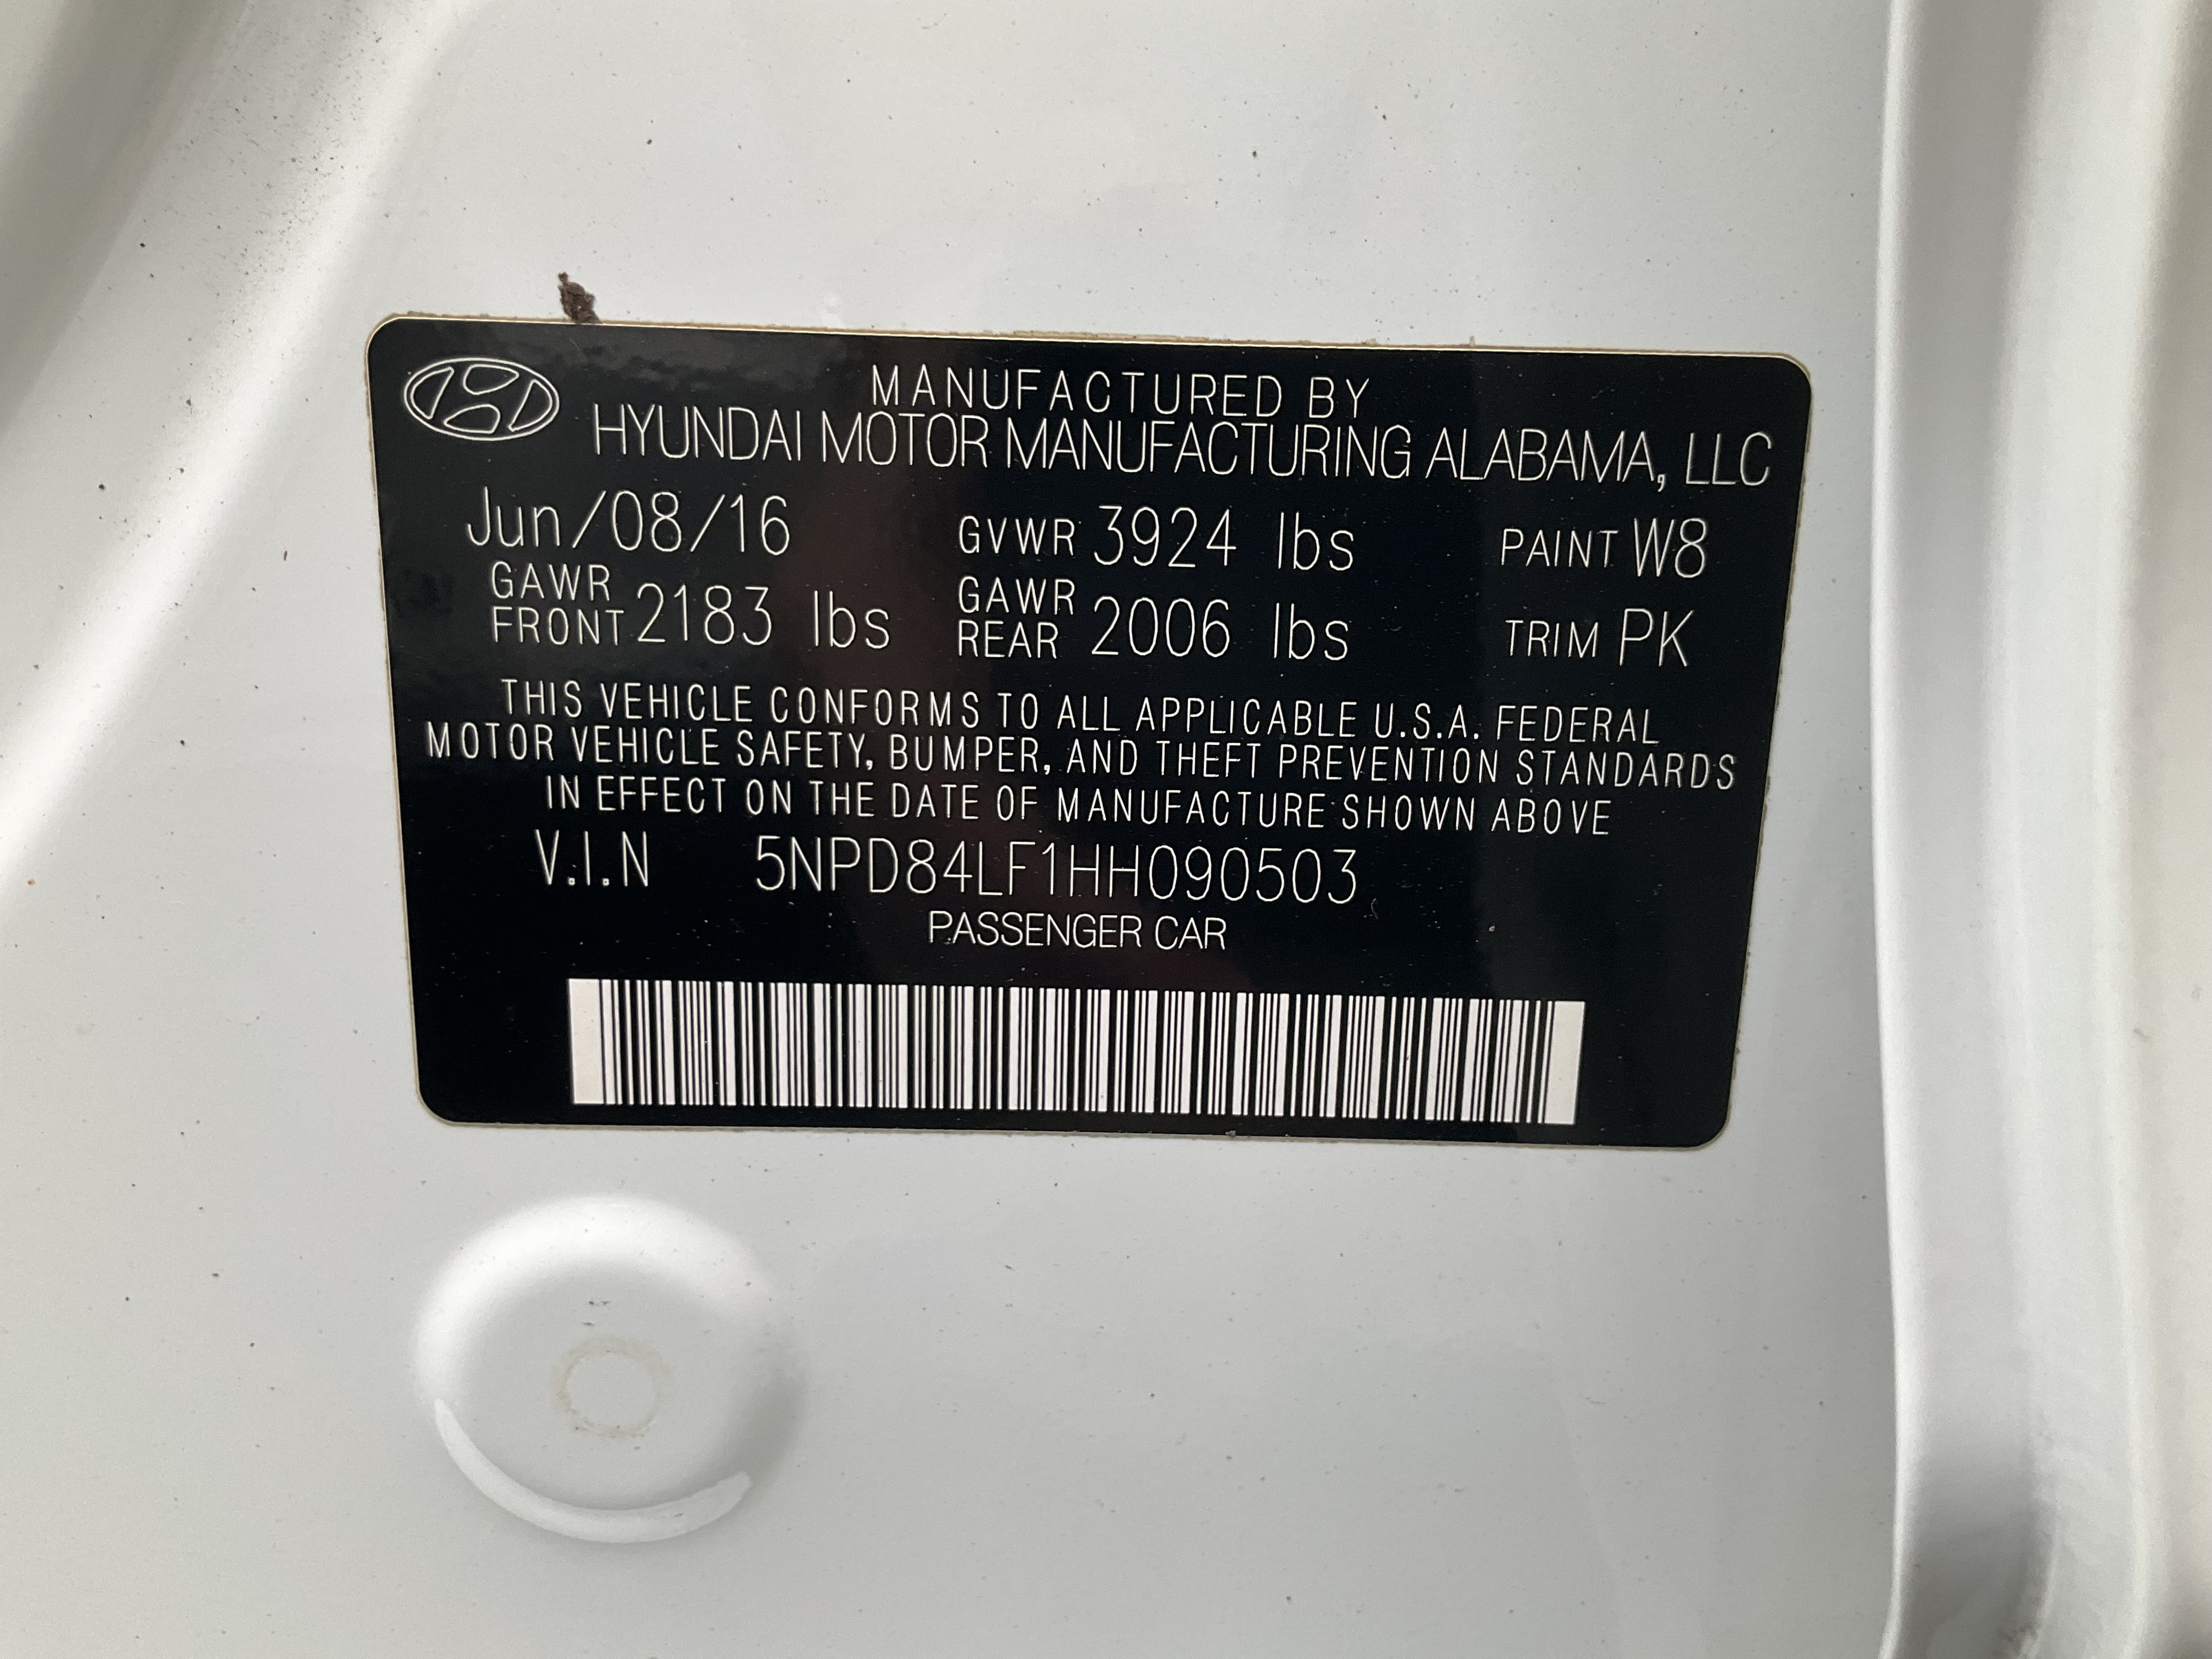 MANUFACTURED BY
HYUNDAI MOTOR MANUFACTURING ALABAMA, LLC
Jun/08/16 GVWR 3924 lbs PAINT W8
GAWR FRONT 2183 lbs GAWR REAR 2006 lbs TRIM PK
THIS VEHICLE CONFORMS TO ALL APPLICABLE U.S.A. FEDERAL
MOTOR VEHICLE SAFETY, BUMPER, AND THEFT PREVENTION STANDARDS
IN EFFECT ON THE DATE OF MANUFACTURE SHOWN ABOVE
V.I.N 5NPD84LF1HH090503
PASSENGER CAR